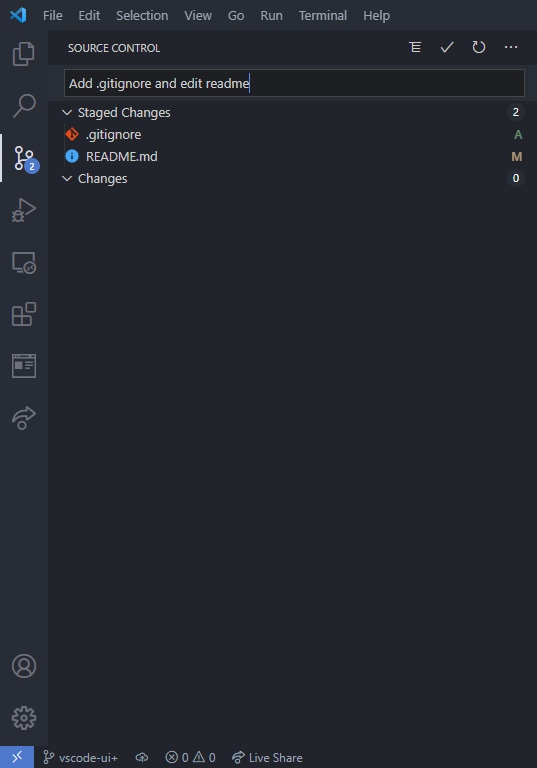 File Edit Selection View Go Run Terminal Help
SOURCE CONTROL
Add .gitignore and edit readme
Staged Changes 2
.gitignore A
README.md M
2
Changes 0
vscode-ui+ 0 0 Live Share